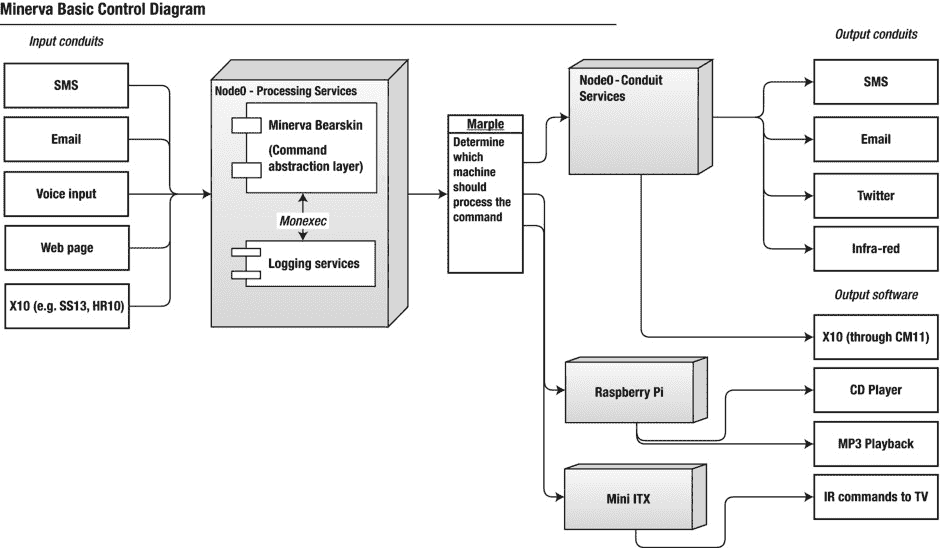 Minerva Basic Control Diagram
Input conduits
SMS
Email
Voice input
Web page
X10 (e.g. SS13, HR10)
Node0 - Processing Services
Minerva Bearskin
(Command
abstraction layer)
Monexec
Logging services
Marple
Determine
which
machine
should
process the
command
Node0 - Conduit
Services
Raspberry Pi
Mini ITX
Output conduits
SMS
Email
Twitter
Infra-red
Output software
X10 (through CM11)
CD Player
MP3 Playback
IR commands to TV